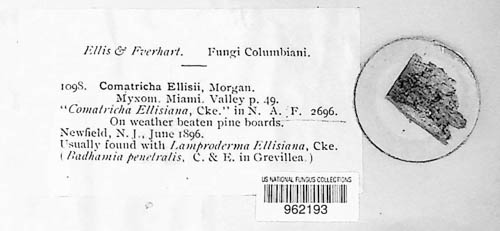 Ellis & Everhart. Fungi Columbiani.
1098. Comatricha Ellisii, Morgan.
Myxom. Miami. Valley p. 49.
"Comatricha Ellisiana, Cke." in N. A. F. 2696.
On weather beaten pine boards.
Newfield, N. J., June 1896.
Usually found with Lamproderma Ellisiana, Cke.
(Badhamia penetralis, C. & E. in Grevillea.)
US NATIONAL FUNGUS COLLECTIONS
962193